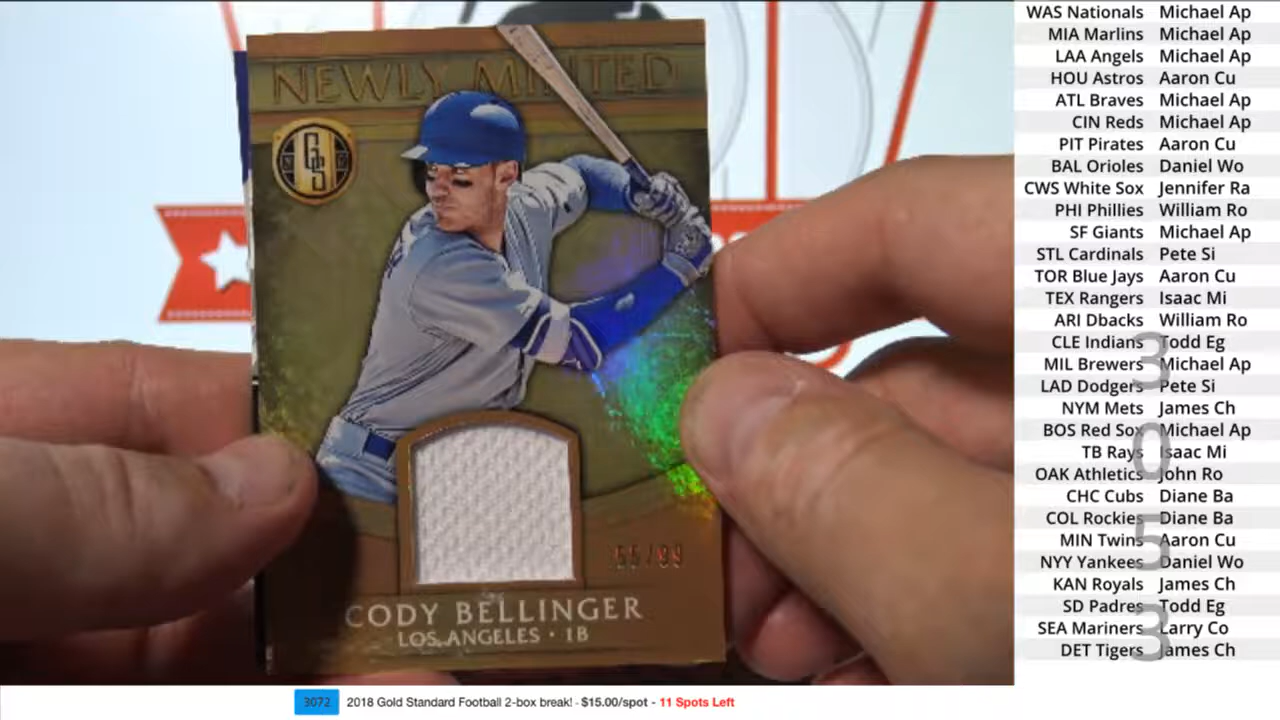 NEWLY MINTED
GS
55/99
CODY BELLINGER
LOS ANGELES • 1B
WAS Nationals Michael Ap
MIA Marlins Michael Ap
LAA Angels Michael Ap
HOU Astros Aaron Cu
ATL Braves Michael Ap
CIN Reds Michael Ap
PIT Pirates Aaron Cu
BAL Orioles Daniel Wo
CWS White Sox Jennifer Ra
PHI Phillies William Ro
SF Giants Michael Ap
STL Cardinals Pete Si
TOR Blue Jays Aaron Cu
TEX Rangers Isaac Mi
ARI Dbacks William Ro
CLE Indians Todd Eg
MIL Brewers Michael Ap
LAD Dodgers Pete Si
NYM Mets James Ch
BOS Red Sox Michael Ap
TB Rays Isaac Mi
OAK Athletics John Ro
CHC Cubs Diane Ba
COL Rockies Diane Ba
MIN Twins Aaron Cu
NYY Yankees Daniel Wo
KAN Royals James Ch
SD Padres Todd Eg
SEA Mariners Larry Co
DET Tigers James Ch
3053
3072 2018 Gold Standard Football 2-box break! - $15.00/spot - 11 Spots Left